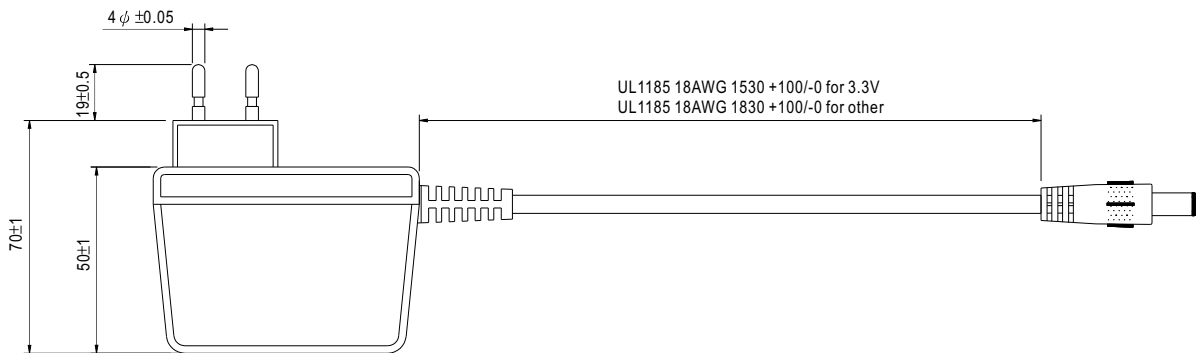 4 ϕ ±0.05
19±0.5
UL1185 18AWG 1530 +100/-0 for 3.3V
UL1185 18AWG 1830 +100/-0 for other
70±1
50±1